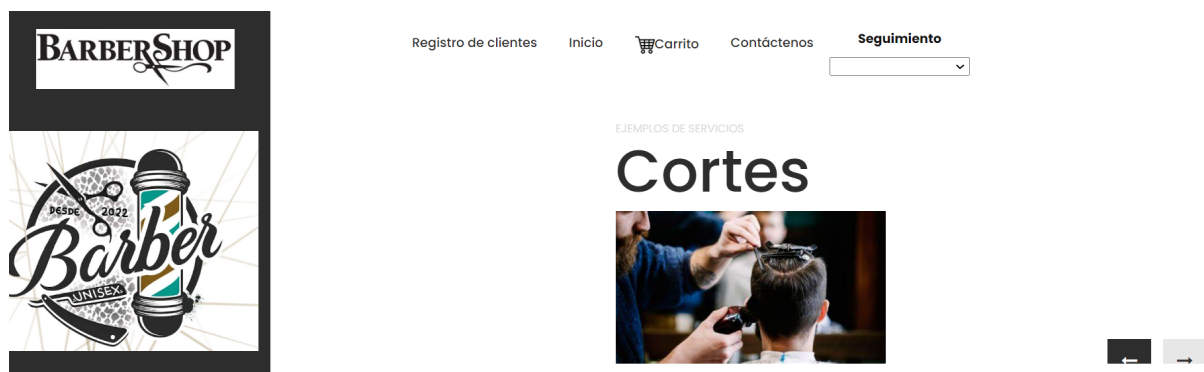 BARBERSHOP
Registro de clientes
Inicio
Carrito
Contáctenos
Seguimiento
EJEMPLOS DE SERVICIOS
Cortes
DESDE 2022
Barber
UNISEX